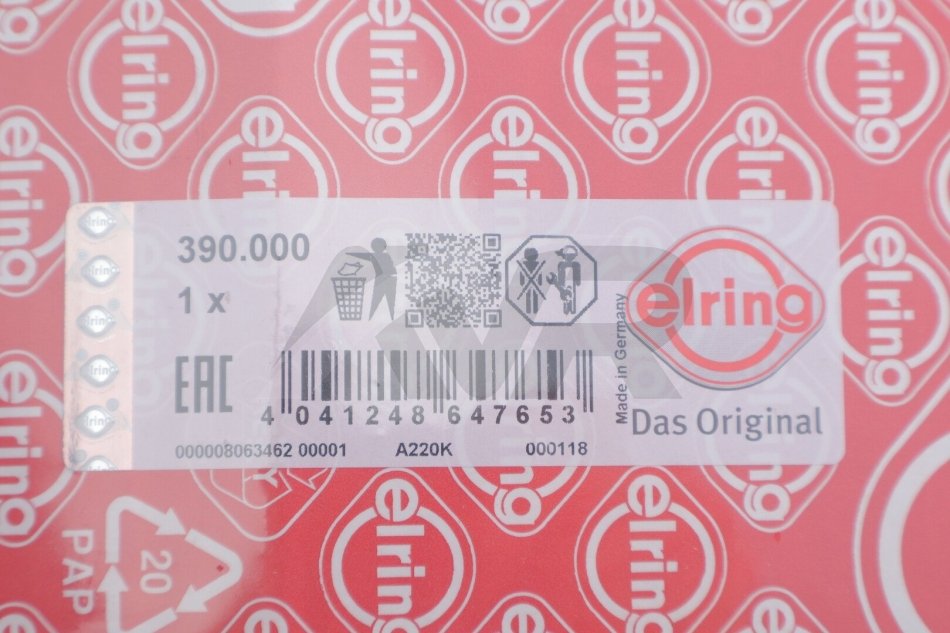 390.000
1 x
EAC
4 041248 647653
000008063462 00001 A220K 000118
Made in Germany
elring
Das Original
20
PAP